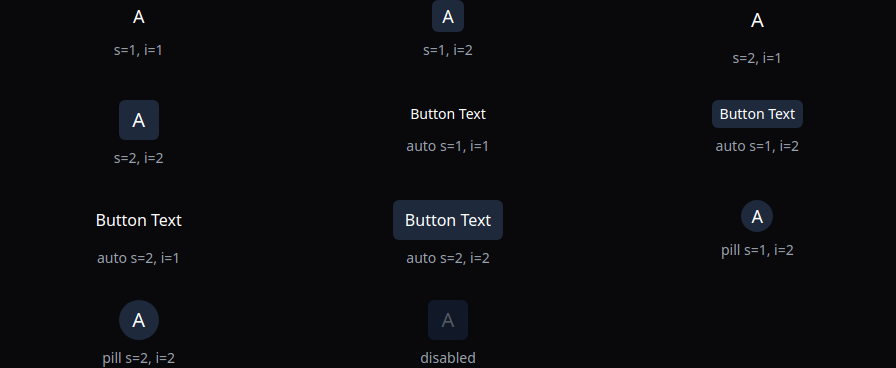 A
s=1, i=1
A
s=1, i=2
A
s=2, i=1
A
s=2, i=2
Button Text
auto s=1, i=1
Button Text
auto s=1, i=2
Button Text
auto s=2, i=1
Button Text
auto s=2, i=2
A
pill s=1, i=2
A
pill s=2, i=2
A
disabled